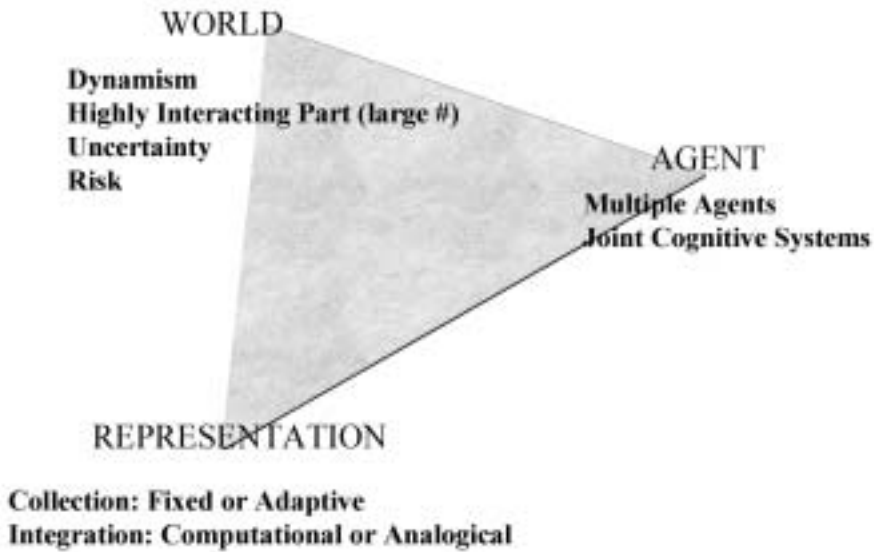 WORLD
Dynamism
Highly Interacting Part (large #)
Uncertainty
Risk
AGENT
Multiple Agents
Joint Cognitive Systems
REPRESENTATION
Collection: Fixed or Adaptive
Integration: Computational or Analogical